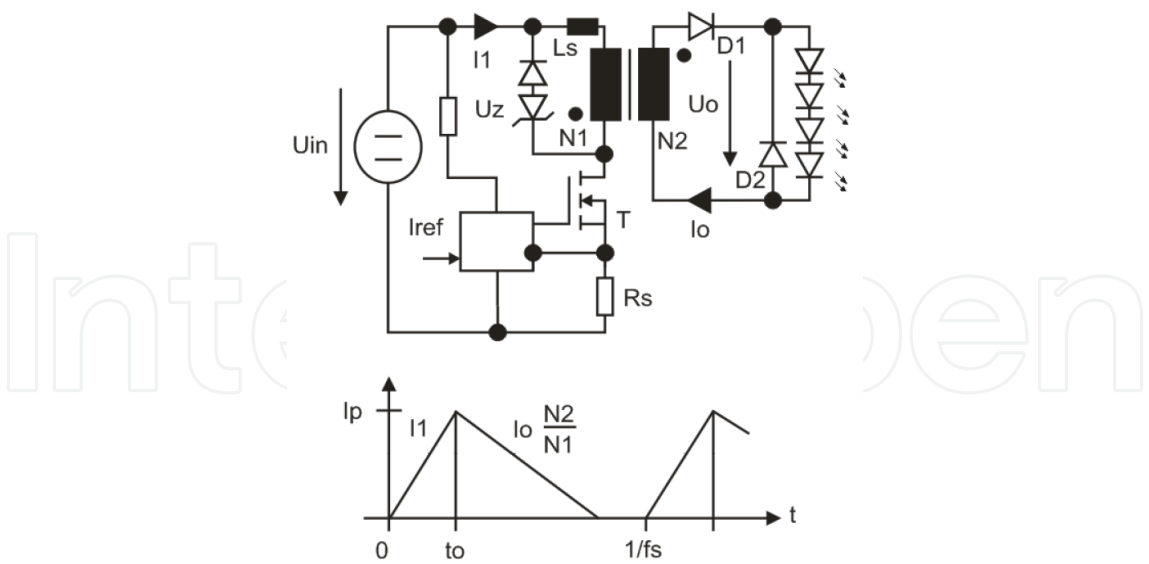 I1
Ls
D1
Uz
Uo
N1
N2
Uin
D2
T
Io
Iref
Rs
Ip
I1
Io N2
N1
t
0
to
1/fs